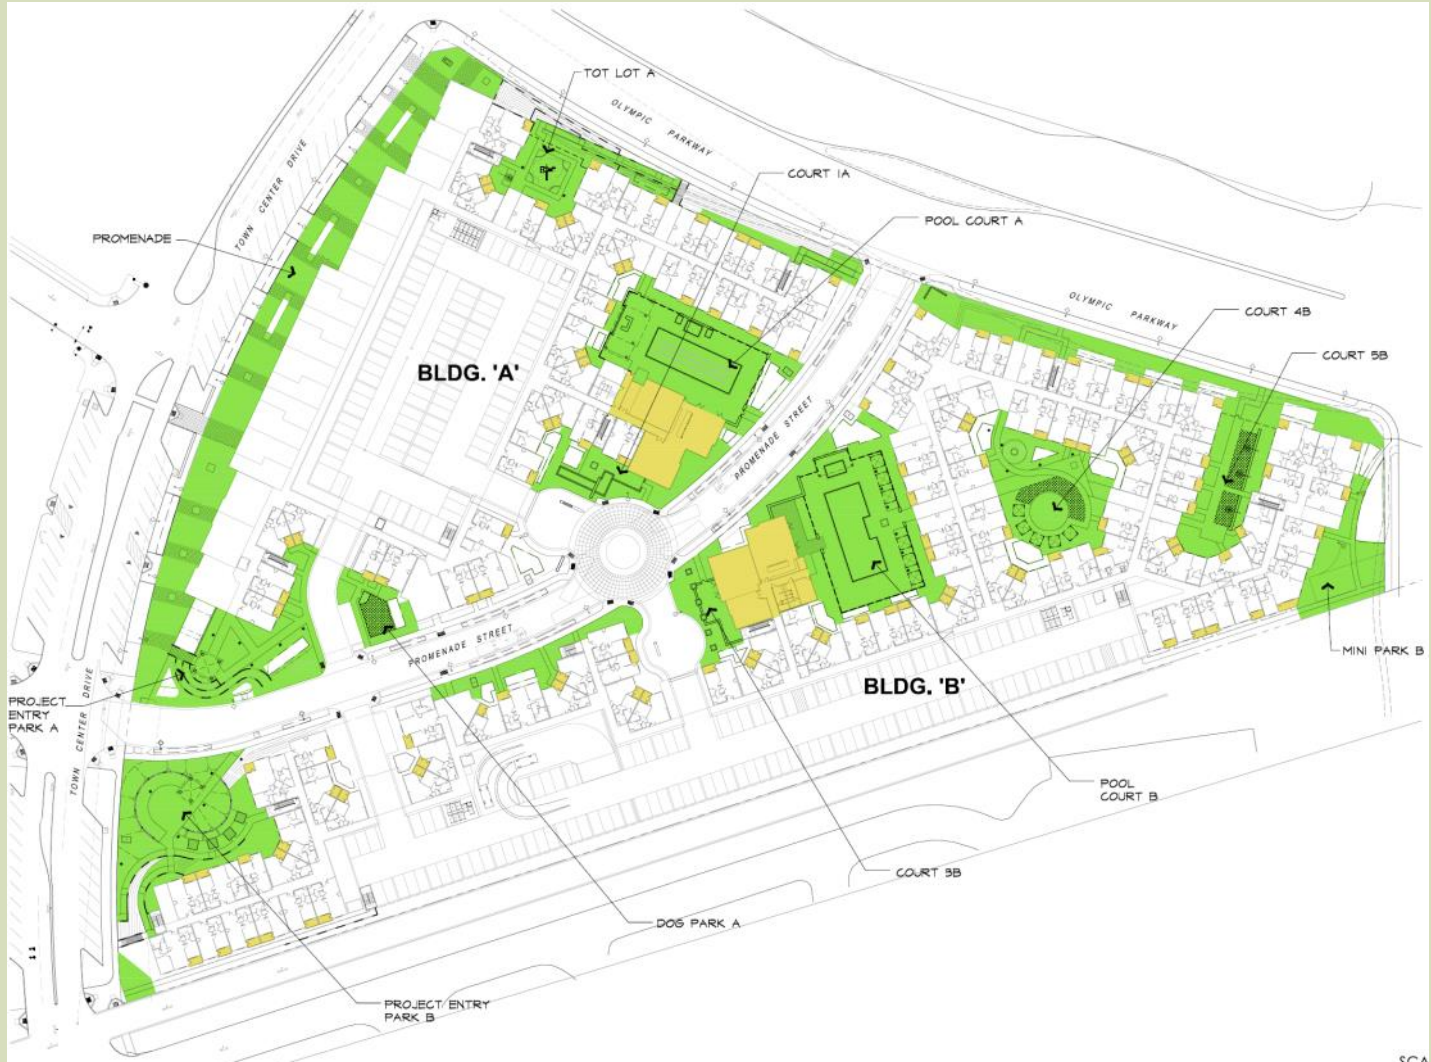 TOT LOT A
OLYMPIC PARKWAY
COURT 1A
POOL COURT A
TOWN CENTER DRIVE
PROMENADE
OLYMPIC PARKWAY
COURT 4B
COURT 5B
BLDG. 'A'
PROMENADE STREET
PROMENADE STREET
MINI PARK B
PROJECT
ENTRY
PARK A
TOWN CENTER DRIVE
BLDG. 'B'
POOL
COURT B
COURT 3B
DOG PARK A
PROJECT ENTRY
PARK B
SCA